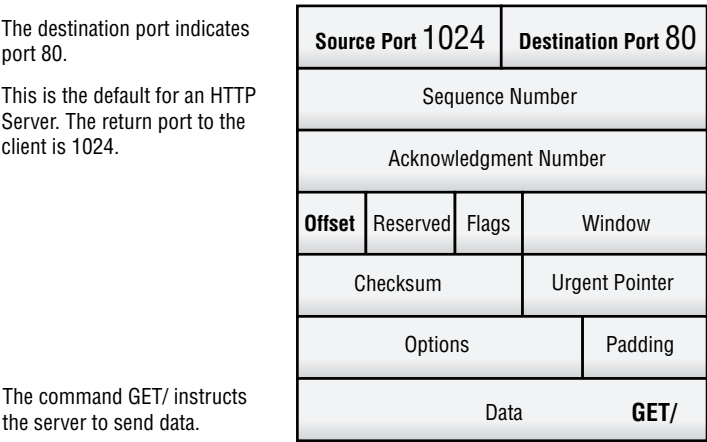 The destination port indicates
port 80.
This is the default for an HTTP
Server. The return port to the
client is 1024.
The command GET/ instructs
the server to send data.
Source Port 1024 Destination Port 80
Sequence Number
Acknowledgment Number
Offset Reserved Flags Window
Checksum Urgent Pointer
Options Padding
Data GET/